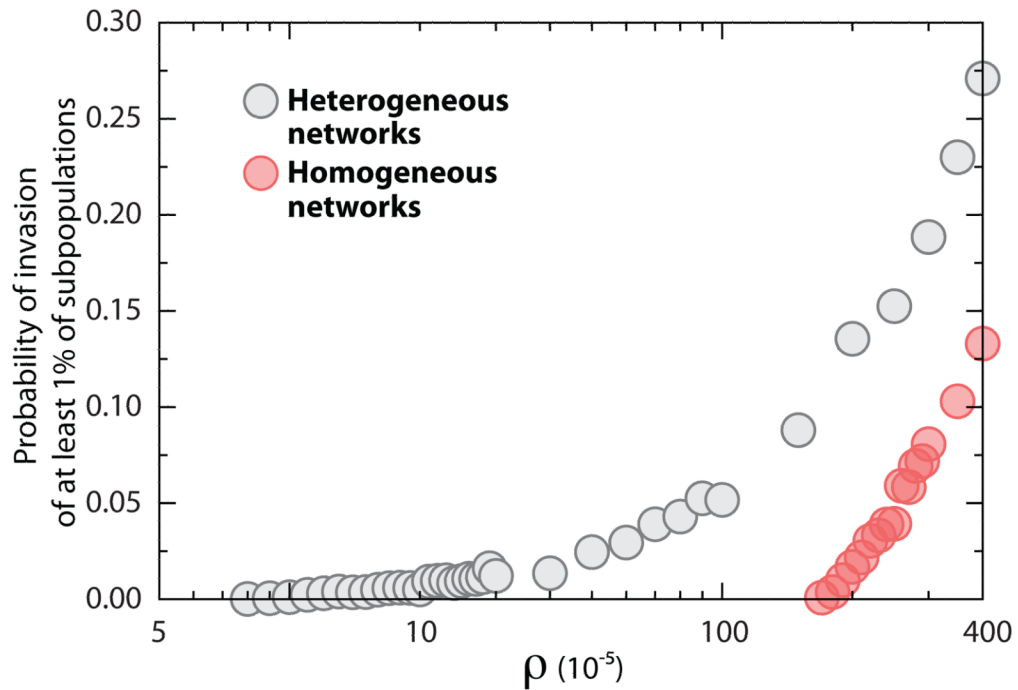 0.30
0.25
0.20
0.15
0.10
0.05
0.00
Probability of invasion
of at least 1% of subpopulations
Heterogeneous
networks
Homogeneous
networks
5
10
100
400
ρ (10⁻⁵)